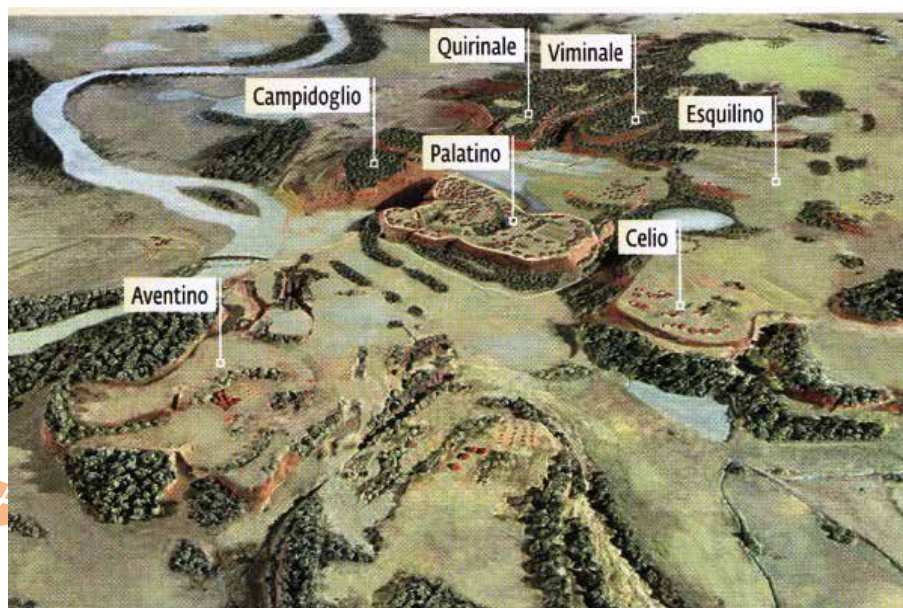 Quirinale
Viminale
Campidoglio
Esquilino
Palatino
Celio
Aventino